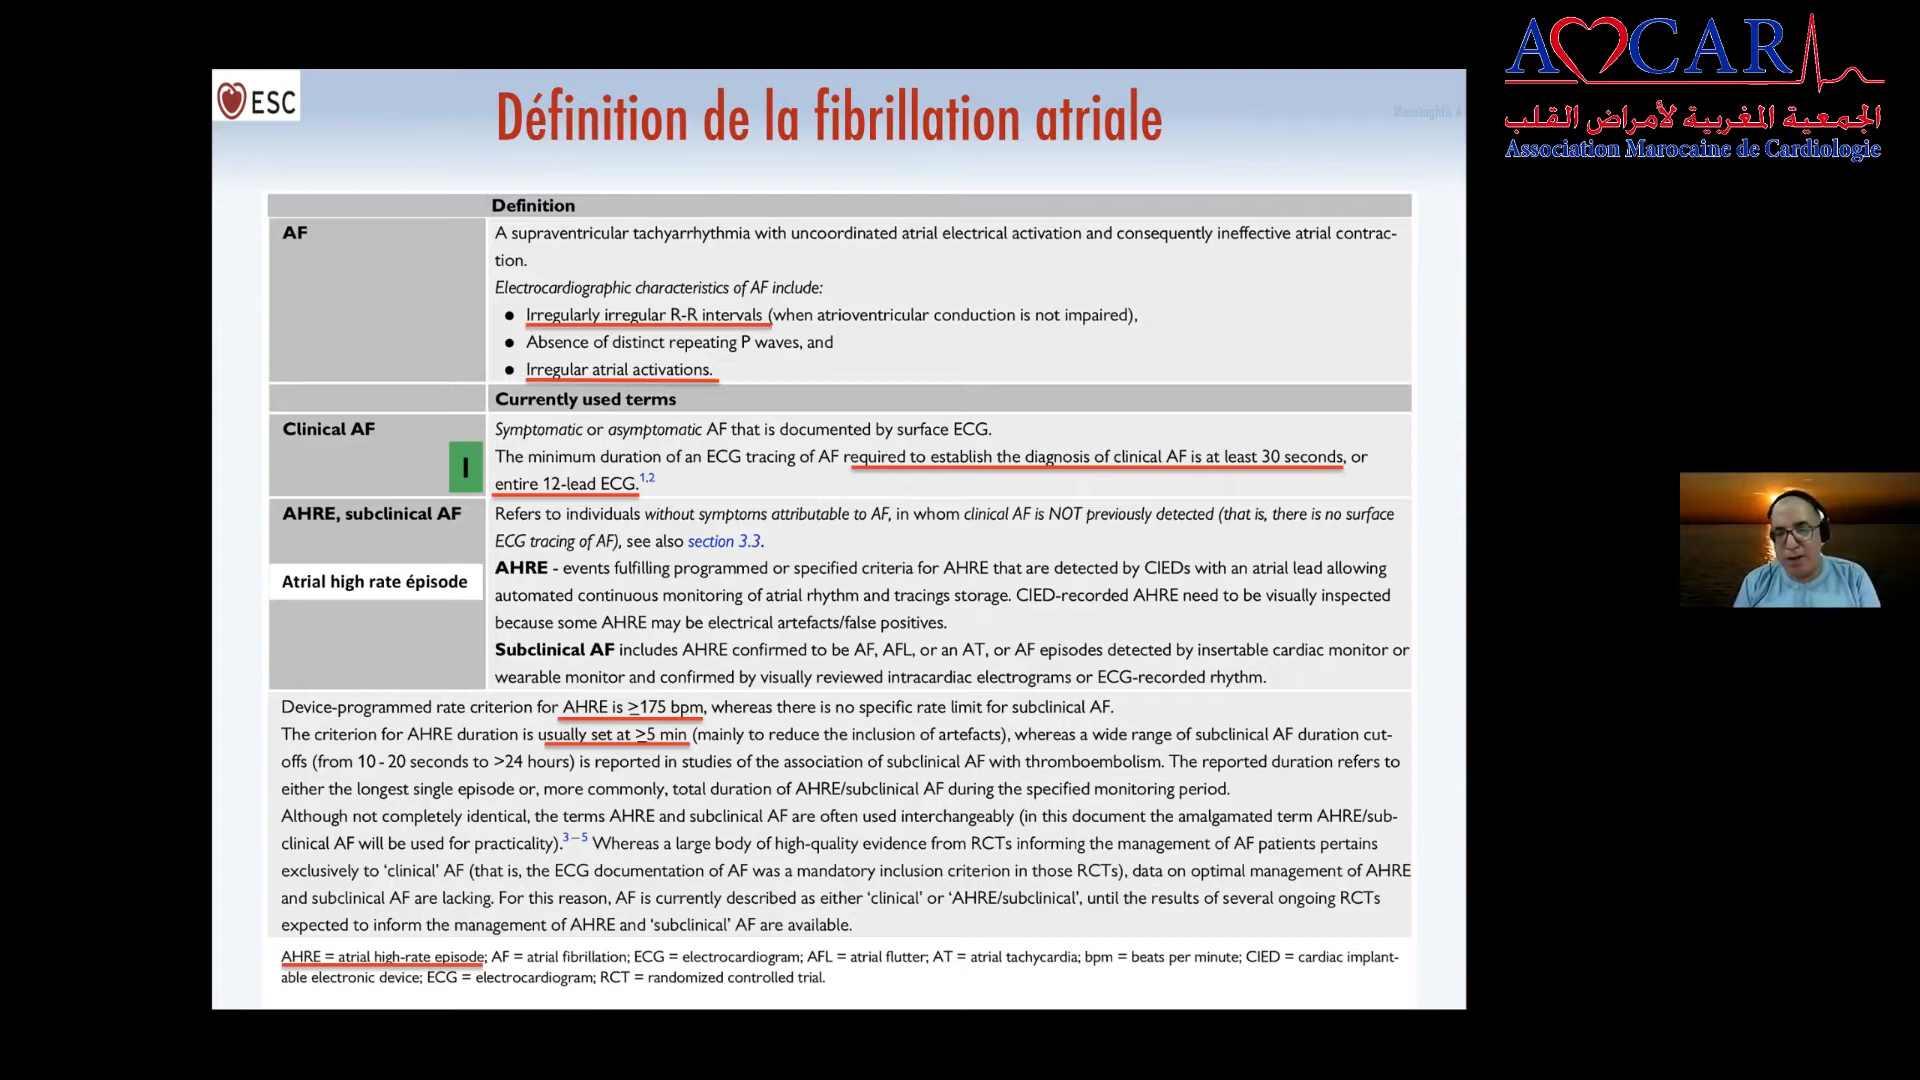 AMCAR
الجمعية المغربية لأمراض القلب
Association Marocaine de Cardiologie
ESC
Définition de la fibrillation atriale
Definition
AF
A supraventricular tachyarrhythmia with uncoordinated atrial electrical activation and consequently ineffective atrial contrac-
tion.
Electrocardiographic characteristics of AF include:
● Irregularly irregular R-R intervals (when atrioventricular conduction is not impaired),
● Absence of distinct repeating P waves, and
● Irregular atrial activations.
Currently used terms
Clinical AF
I
Symptomatic or asymptomatic AF that is documented by surface ECG.
The minimum duration of an ECG tracing of AF required to establish the diagnosis of clinical AF is at least 30 seconds, or
entire 12-lead ECG.1,2
AHRE, subclinical AF
Atrial high rate épisode
Refers to individuals without symptoms attributable to AF, in whom clinical AF is NOT previously detected (that is, there is no surface
ECG tracing of AF), see also section 3.3.
AHRE - events fulfilling programmed or specified criteria for AHRE that are detected by CIEDs with an atrial lead allowing
automated continuous monitoring of atrial rhythm and tracings storage. CIED-recorded AHRE need to be visually inspected
because some AHRE may be electrical artefacts/false positives.
Subclinical AF includes AHRE confirmed to be AF, AFL, or an AT, or AF episodes detected by insertable cardiac monitor or
wearable monitor and confirmed by visually reviewed intracardiac electrograms or ECG-recorded rhythm.
Device-programmed rate criterion for AHRE is ≥175 bpm, whereas there is no specific rate limit for subclinical AF.
The criterion for AHRE duration is usually set at ≥5 min (mainly to reduce the inclusion of artefacts), whereas a wide range of subclinical AF duration cut-
offs (from 10 - 20 seconds to >24 hours) is reported in studies of the association of subclinical AF with thromboembolism. The reported duration refers to
either the longest single episode or, more commonly, total duration of AHRE/subclinical AF during the specified monitoring period.
Although not completely identical, the terms AHRE and subclinical AF are often used interchangeably (in this document the amalgamated term AHRE/sub-
clinical AF will be used for practicality).3–5 Whereas a large body of high-quality evidence from RCTs informing the management of AF patients pertains
exclusively to ‘clinical’ AF (that is, the ECG documentation of AF was a mandatory inclusion criterion in those RCTs), data on optimal management of AHRE
and subclinical AF are lacking. For this reason, AF is currently described as either ‘clinical’ or ‘AHRE/subclinical’, until the results of several ongoing RCTs
expected to inform the management of AHRE and ‘subclinical’ AF are available.
AHRE = atrial high-rate episode; AF = atrial fibrillation; ECG = electrocardiogram; AFL = atrial flutter; AT = atrial tachycardia; bpm = beats per minute; CIED = cardiac implant-
able electronic device; ECG = electrocardiogram; RCT = randomized controlled trial.